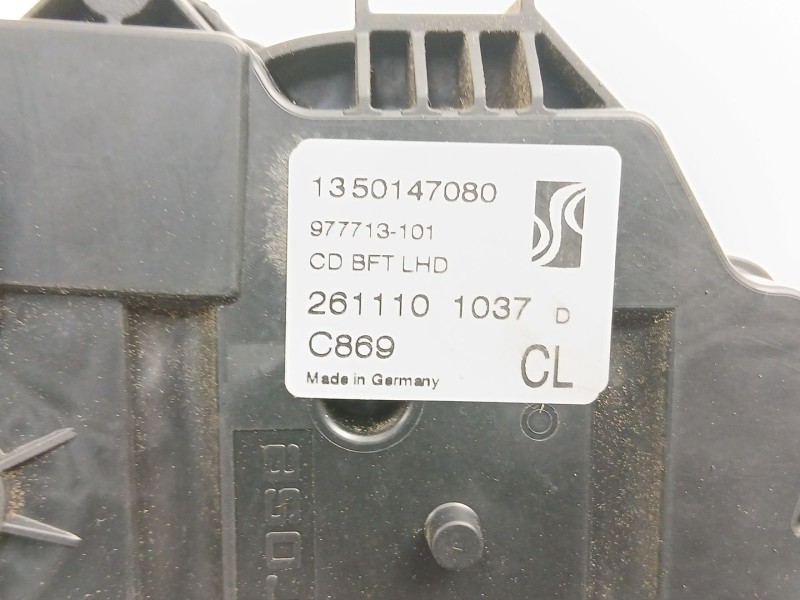 1350147080
977713-101
CD BFT LHD
261110 1037 D
C869
CL
Made in Germany